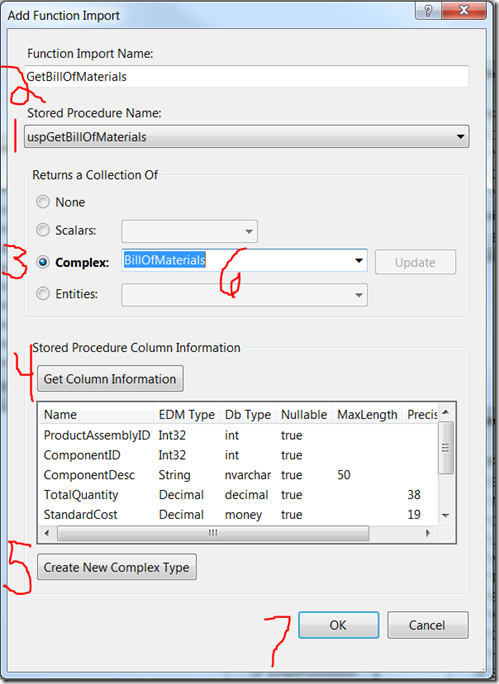 Add Function Import
?
Function Import Name:
2
GetBillOfMaterials
Stored Procedure Name:
1
uspGetBillOfMaterials
Returns a Collection Of
None
Scalars:
3
Complex:
BillOfMaterials
6
Update
Entities:
Stored Procedure Column Information
4
Get Column Information
Name EDM Type Db Type Nullable MaxLength Precis
ProductAssemblyID Int32 int true
ComponentID Int32 int true
ComponentDesc String nvarchar true 50
TotalQuantity Decimal decimal true 38
StandardCost Decimal money true 19
5
Create New Complex Type
7
OK Cancel